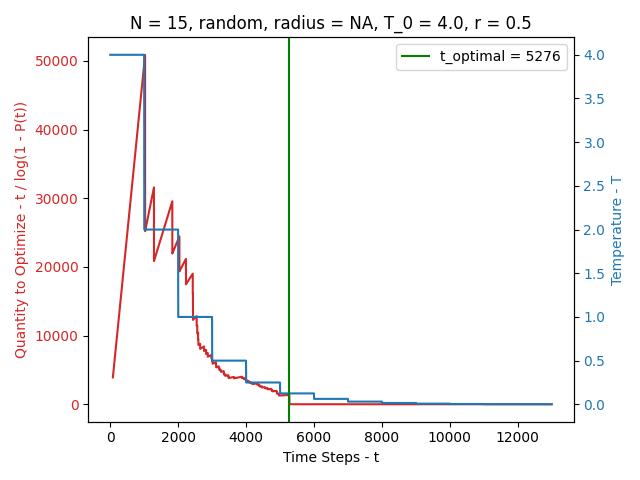 N = 15, random, radius = NA, T_0 = 4.0, r = 0.5
t_optimal = 5276
Quantity to Optimize - t / log(1 - P(t))
50000
40000
30000
20000
10000
0
4.0
3.5
3.0
2.5
2.0
1.5
1.0
0.5
0.0
Temperature - T
0 2000 4000 6000 8000 10000 12000
Time Steps - t